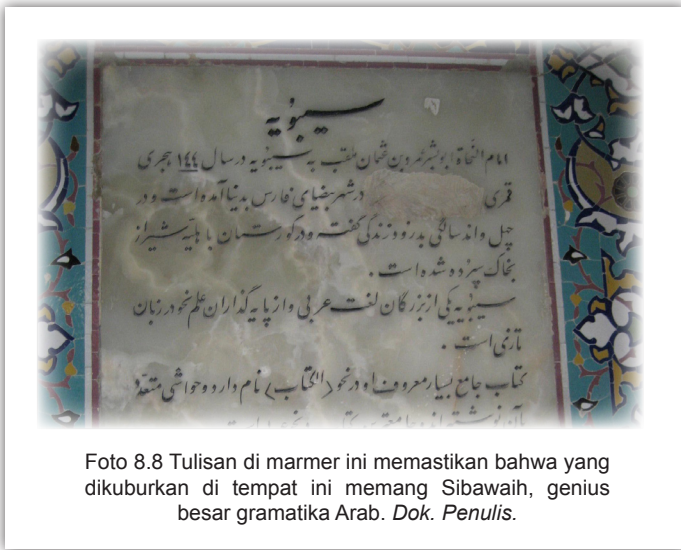 سیبویه
امام النحاة ابوبشر عمرو بن عثمان ملقب به سیبویه در سال ۱۴۴ هجری
قمری در شهر بیضای فارس بدنیا آمده است و در
چهل و اند سالگی بدرود زندگی گفته و در گورستان باهلیه شیراز
بخاک سپرده شده است .
سیبویه یکی از بزرگان لغت عربی و از پایه گذاران علم نحو در زبان
تازی است .
کتاب جامع بسیار معروف او در نحو (الکتاب) نام دارد و حواشی متعدد
Foto 8.8 Tulisan di marmer ini memastikan bahwa yang
dikuburkan di tempat ini memang Sibawaih, genius
besar gramatika Arab. Dok. Penulis.